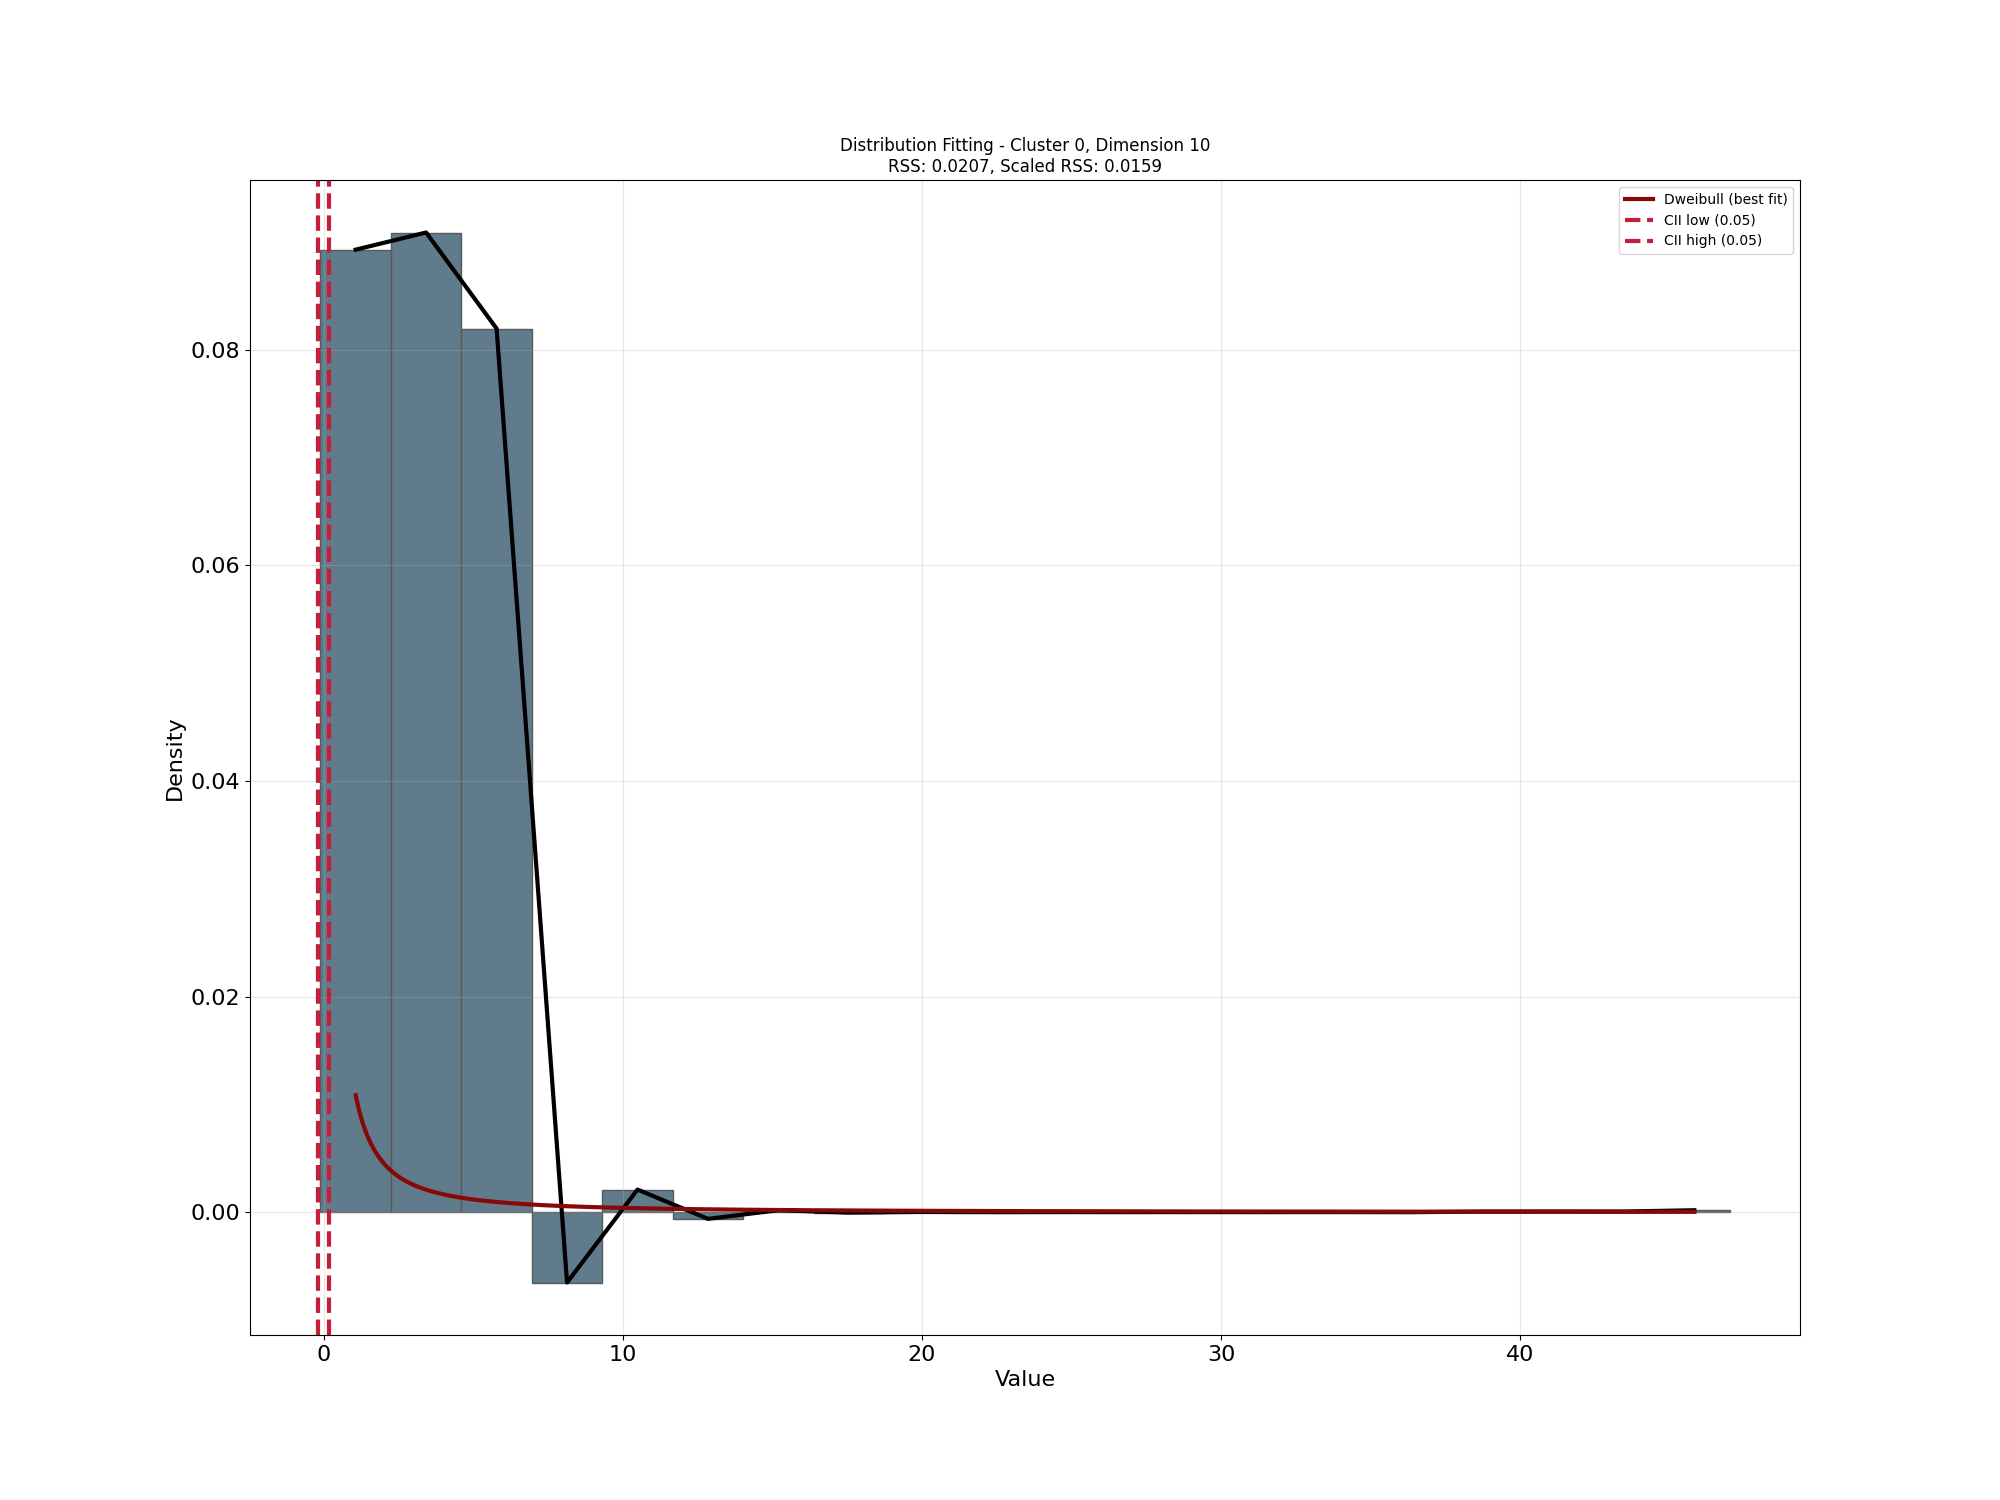 Distribution Fitting - Cluster 0, Dimension 10
RSS: 0.0207, Scaled RSS: 0.0159
Dweibull (best fit)
CII low (0.05)
CII high (0.05)
0.08
0.06
0.04
0.02
0.00
Density
0 10 20 30 40
Value